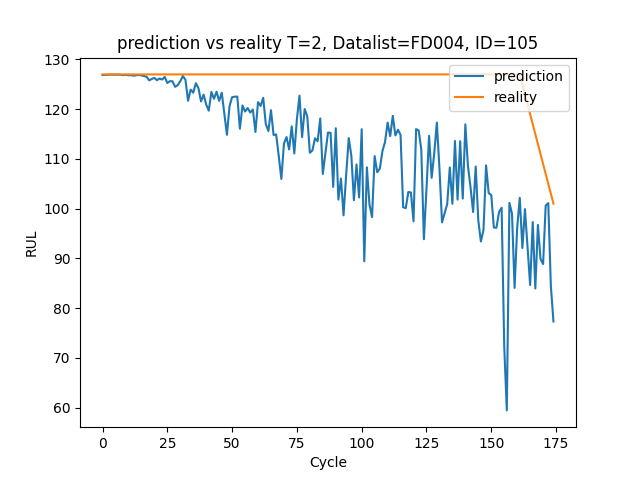 prediction vs reality T=2, Datalist=FD004, ID=105
prediction
reality
RUL
130
120
110
100
90
80
70
60
0 25 50 75 100 125 150 175
Cycle